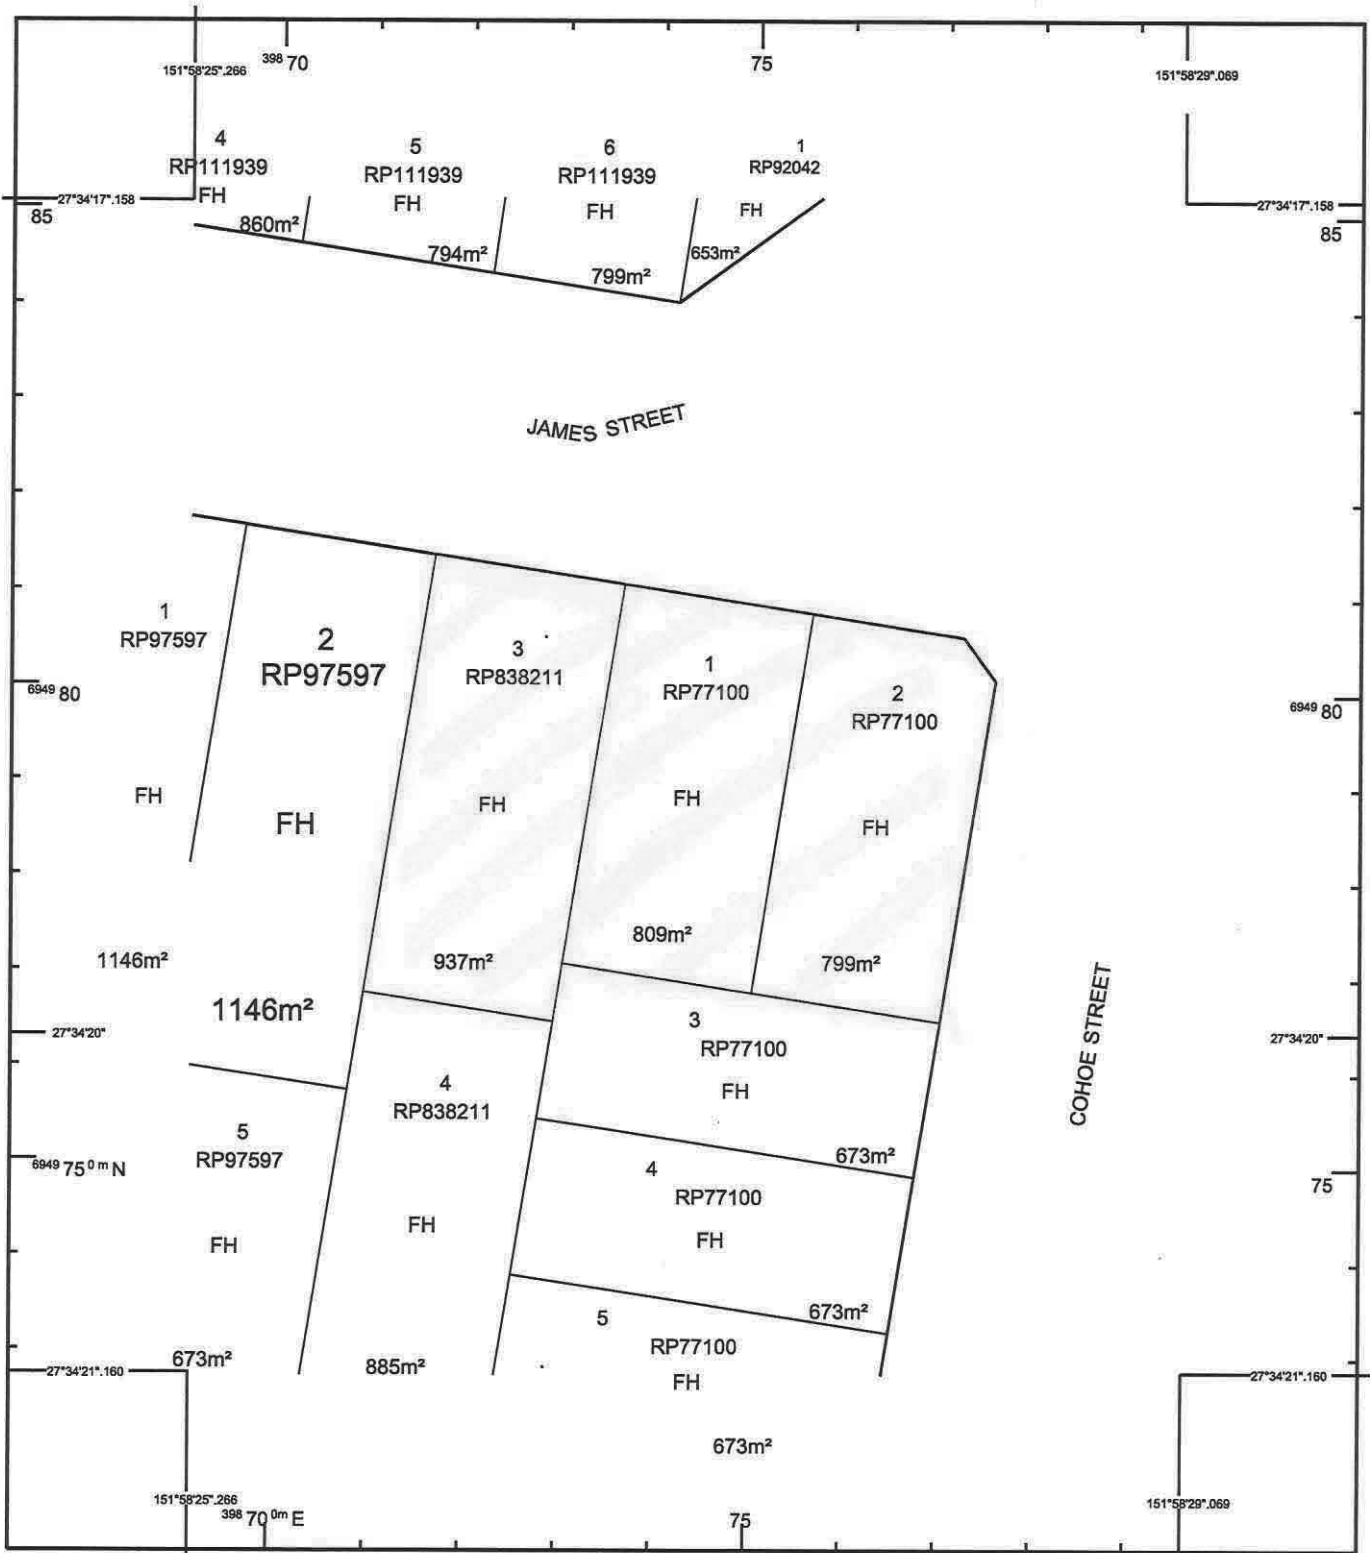 398 70
75
151°58'25".266
151°58'29".069
4
RP111939
FH
860m²
5
RP111939
FH
794m²
6
RP111939
FH
799m²
1
RP92042
FH
653m²
27°34'17".158
85
27°34'17".158
85
JAMES STREET
1
RP97597
FH
1146m²
2
RP97597
FH
1146m²
3
RP838211
FH
937m²
1
RP77100
FH
809m²
2
RP77100
FH
799m²
6949 80
6949 80
27°34'20"
27°34'20"
COHOE STREET
3
RP77100
FH
673m²
4
RP838211
FH
885m²
5
RP97597
FH
673m²
4
RP77100
FH
673m²
6949 75 0m N
75
5
RP77100
FH
673m²
27°34'21".160
27°34'21".160
151°58'25".266
398 70 0m E
75
151°58'29".069